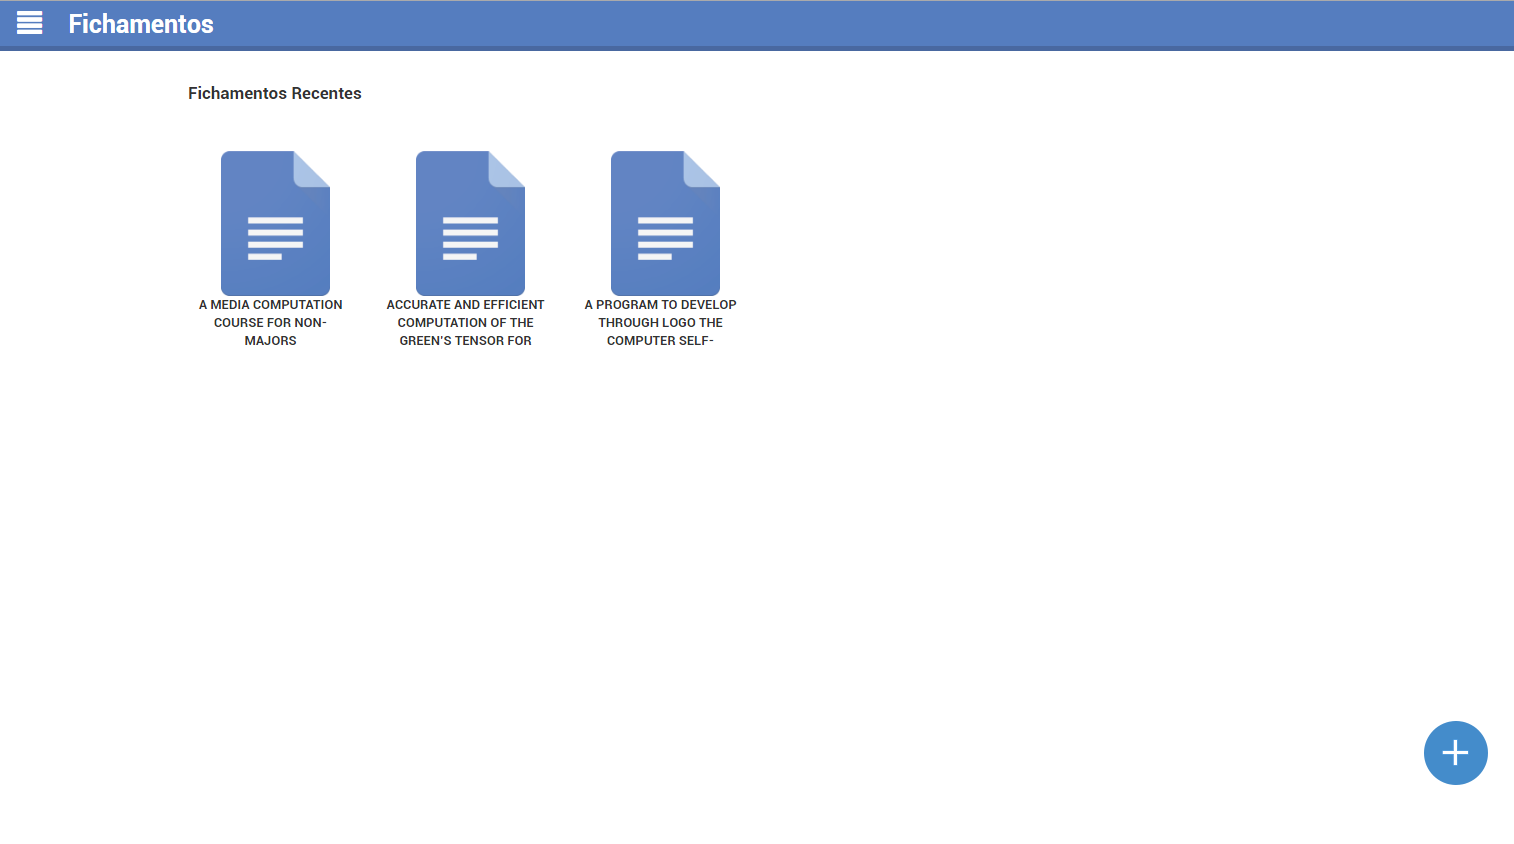 Fichamentos
Fichamentos Recentes
A MEDIA COMPUTATION
COURSE FOR NON-
MAJORS
ACCURATE AND EFFICIENT
COMPUTATION OF THE
GREEN'S TENSOR FOR
A PROGRAM TO DEVELOP
THROUGH LOGO THE
COMPUTER SELF-